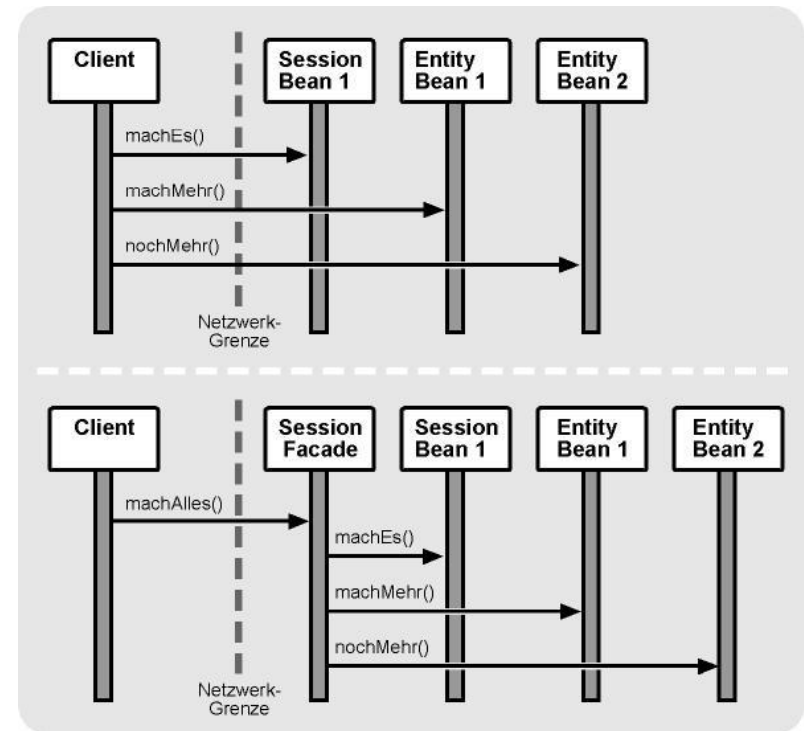 Client
Session
Bean 1
Entity
Bean 1
Entity
Bean 2
machEs()
machMehr()
nochMehr()
Netzwerk-
Grenze
Client
Session
Facade
Session
Bean 1
Entity
Bean 1
Entity
Bean 2
machAlles()
machEs()
machMehr()
nochMehr()
Netzwerk-
Grenze